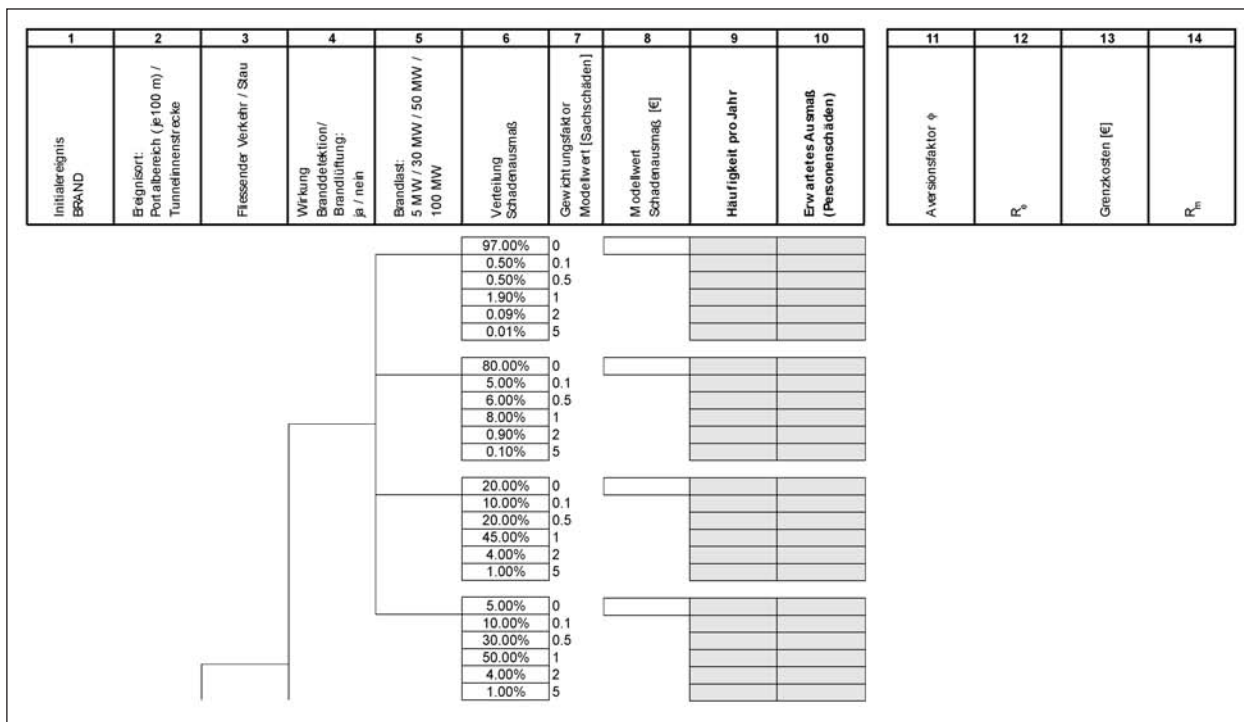 1 2 3 4 5 6 7 8 9 10 11 12 13 14
Initialereignis
BRAND
Ereignisort:
Portalbereich (je100 m) /
Tunnelinnenstrecke
Fliessender Verkehr / Stau
Wirkung
Branddetektion/
Brandlüftung:
ja / nein
Brandlast:
5 MW / 30 MW / 50 MW /
100 MW
Verteilung
Schadenausmaß
Gewichtungsfaktor
Modellwert [Sachschäden]
Modellwert
Schadenausmaß [€]
Häufigkeit pro Jahr
Erwartetes Ausmaß
(Personenschäden)
Aversionsfaktor φ
Re
Grenzkosten [€]
Rm
97.00% 0
0.50% 0.1
0.50% 0.5
1.90% 1
0.09% 2
0.01% 5
80.00% 0
5.00% 0.1
6.00% 0.5
8.00% 1
0.90% 2
0.10% 5
20.00% 0
10.00% 0.1
20.00% 0.5
45.00% 1
4.00% 2
1.00% 5
5.00% 0
10.00% 0.1
30.00% 0.5
50.00% 1
4.00% 2
1.00% 5